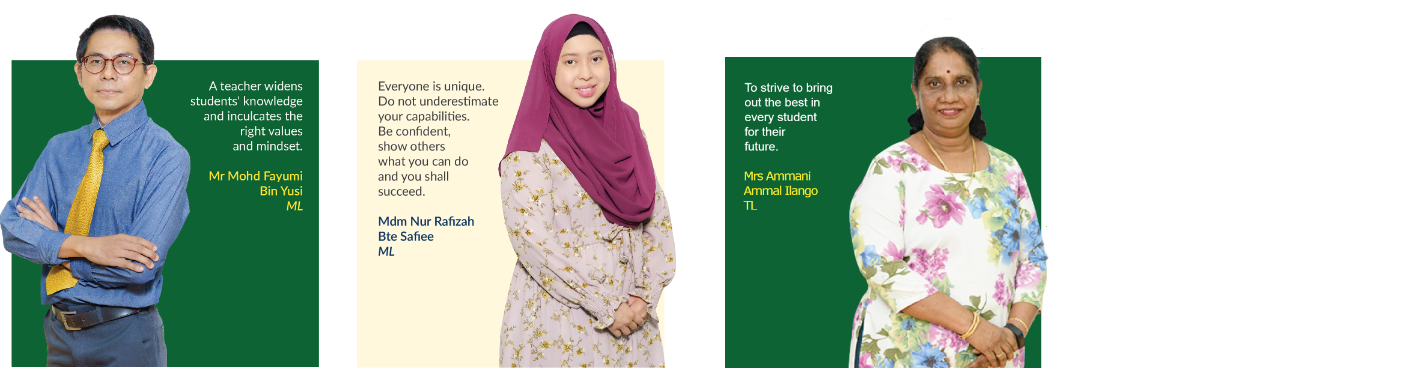 A teacher widens
students' knowledge
and inculcates the
right values
and mindset.
Mr Mohd Fayumi
Bin Yusi
ML
Everyone is unique.
Do not underestimate
your capabilities.
Be confident,
show others
what you can do
and you shall
succeed.
Mdm Nur Rafizah
Bte Safiee
ML
To strive to bring
out the best in
every student
for their
future.
Mrs Ammani
Ammal Ilango
TL